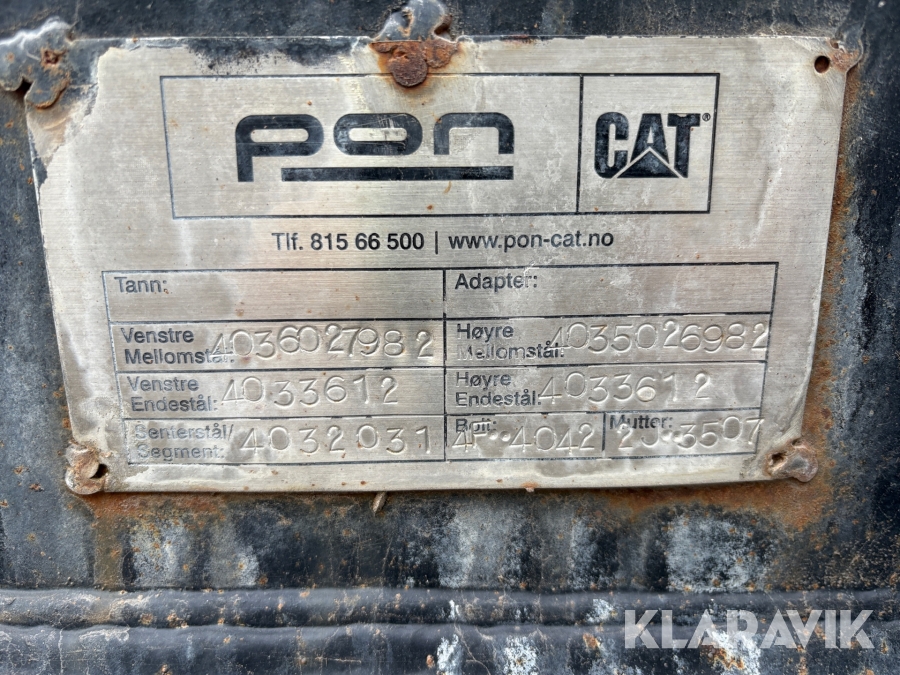 pon CAT®
Tlf. 815 66 500 | www.pon-cat.no
Tann: Adapter:
Venstre Mellomstål: 4036027982 Høyre Mellomstål: 4035026982
Venstre Endestål: 4033612 Høyre Endestål: 4033612
Senterstål/ Segment: 4032031 Bolt: 4F-4042 Mutter: 2J-3507
KLARAVIK